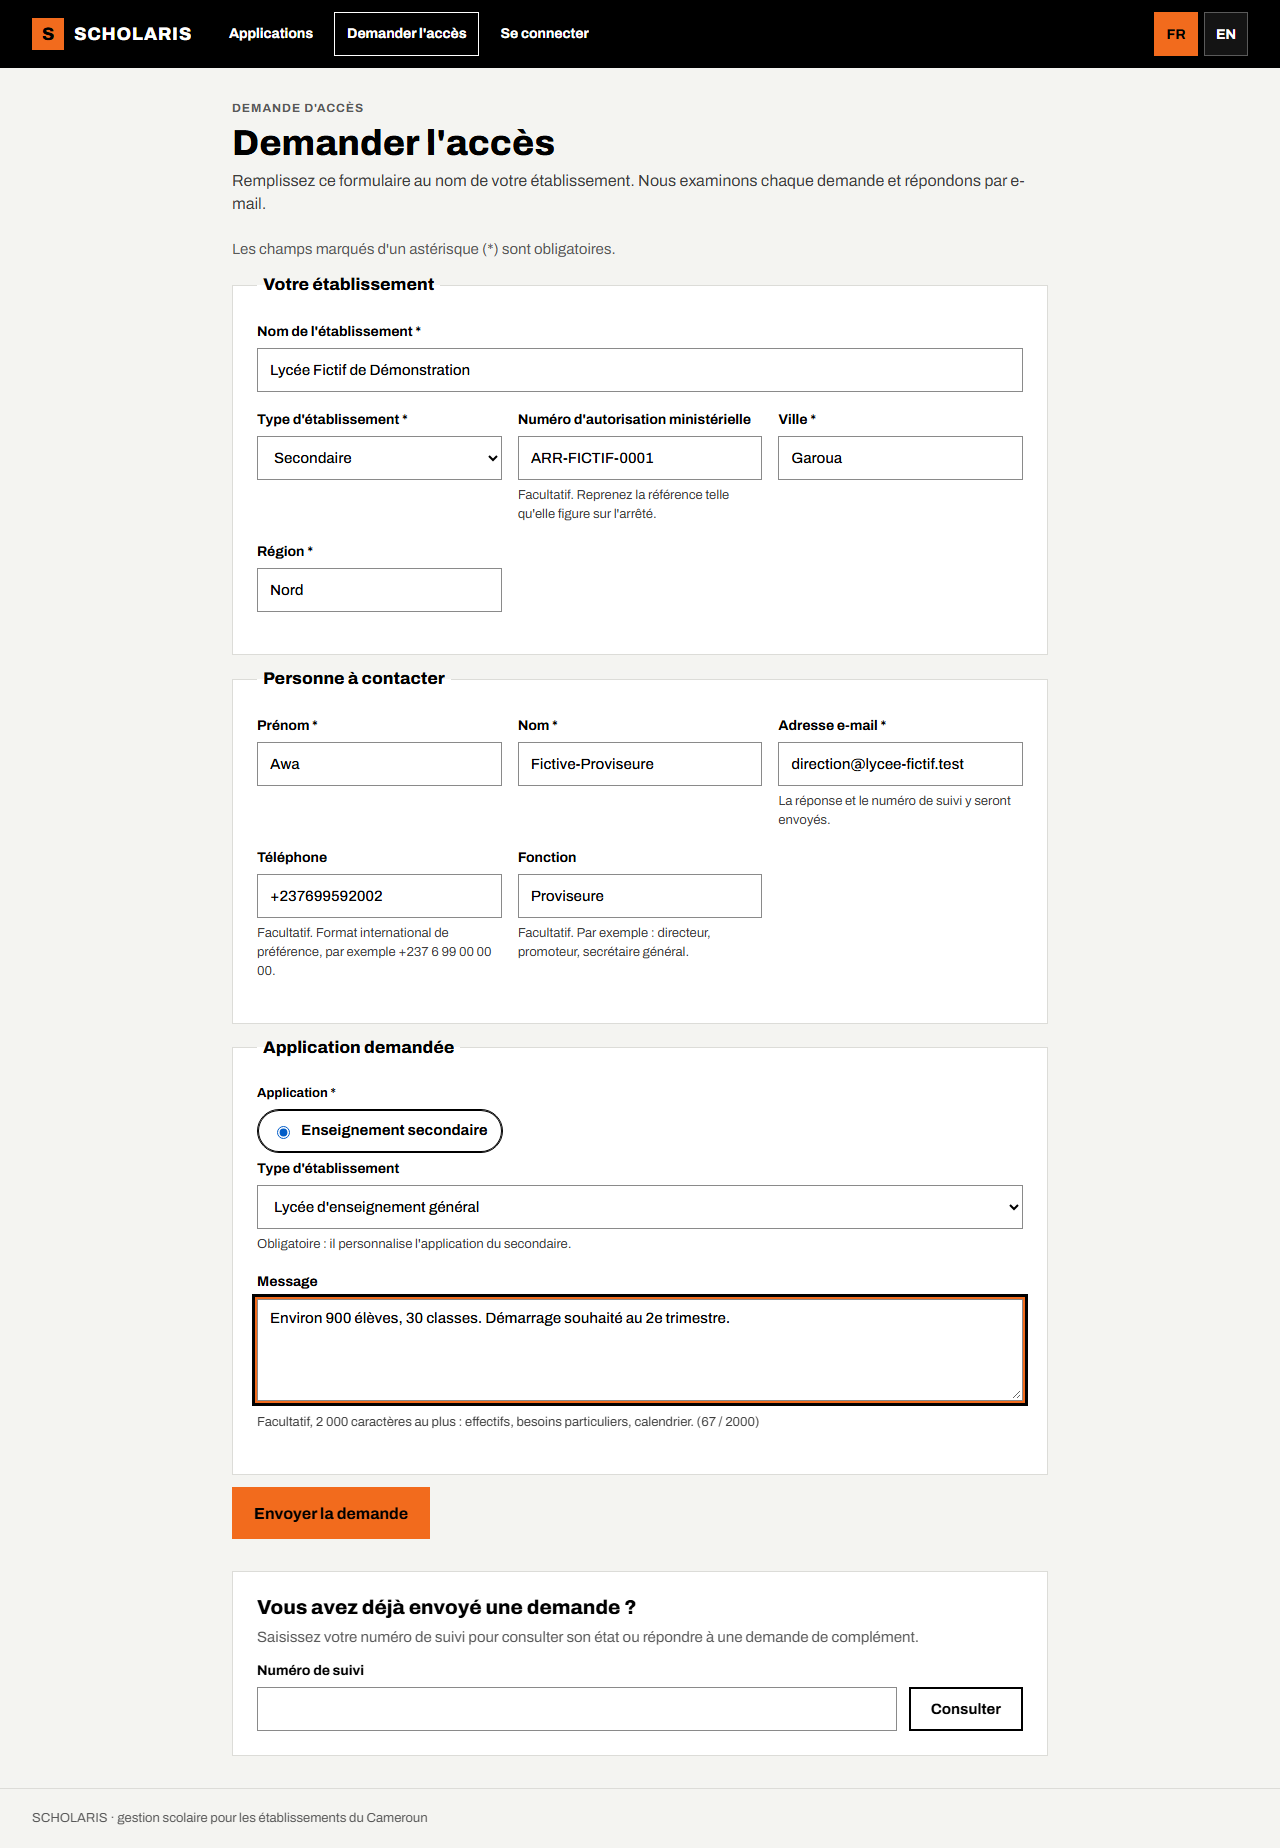 S SCHOLARIS Applications Demander l'accès Se connecter FR EN
DEMANDE D'ACCÈS
Demander l'accès
Remplissez ce formulaire au nom de votre établissement. Nous examinons chaque demande et répondons par e-
mail.
Les champs marqués d'un astérisque (*) sont obligatoires.
Votre établissement
Nom de l'établissement *
Lycée Fictif de Démonstration
Type d'établissement * Numéro d'autorisation ministérielle Ville *
Secondaire ARR-FICTIF-0001 Garoua
Facultatif. Reprenez la référence telle
qu'elle figure sur l'arrêté.
Région *
Nord
Personne à contacter
Prénom * Nom * Adresse e-mail *
Awa Fictive-Proviseure direction@lycee-fictif.test
La réponse et le numéro de suivi y seront
envoyés.
Téléphone Fonction
+237699592002 Proviseure
Facultatif. Format international de
préférence, par exemple +237 6 99 00 00
00.
Facultatif. Par exemple : directeur,
promoteur, secrétaire général.
Application demandée
Application *
Enseignement secondaire
Type d'établissement
Lycée d'enseignement général
Obligatoire : il personnalise l'application du secondaire.
Message
Environ 900 élèves, 30 classes. Démarrage souhaité au 2e trimestre.
Facultatif, 2 000 caractères au plus : effectifs, besoins particuliers, calendrier. (67 / 2000)
Envoyer la demande
Vous avez déjà envoyé une demande ?
Saisissez votre numéro de suivi pour consulter son état ou répondre à une demande de complément.
Numéro de suivi
Consulter
SCHOLARIS · gestion scolaire pour les établissements du Cameroun